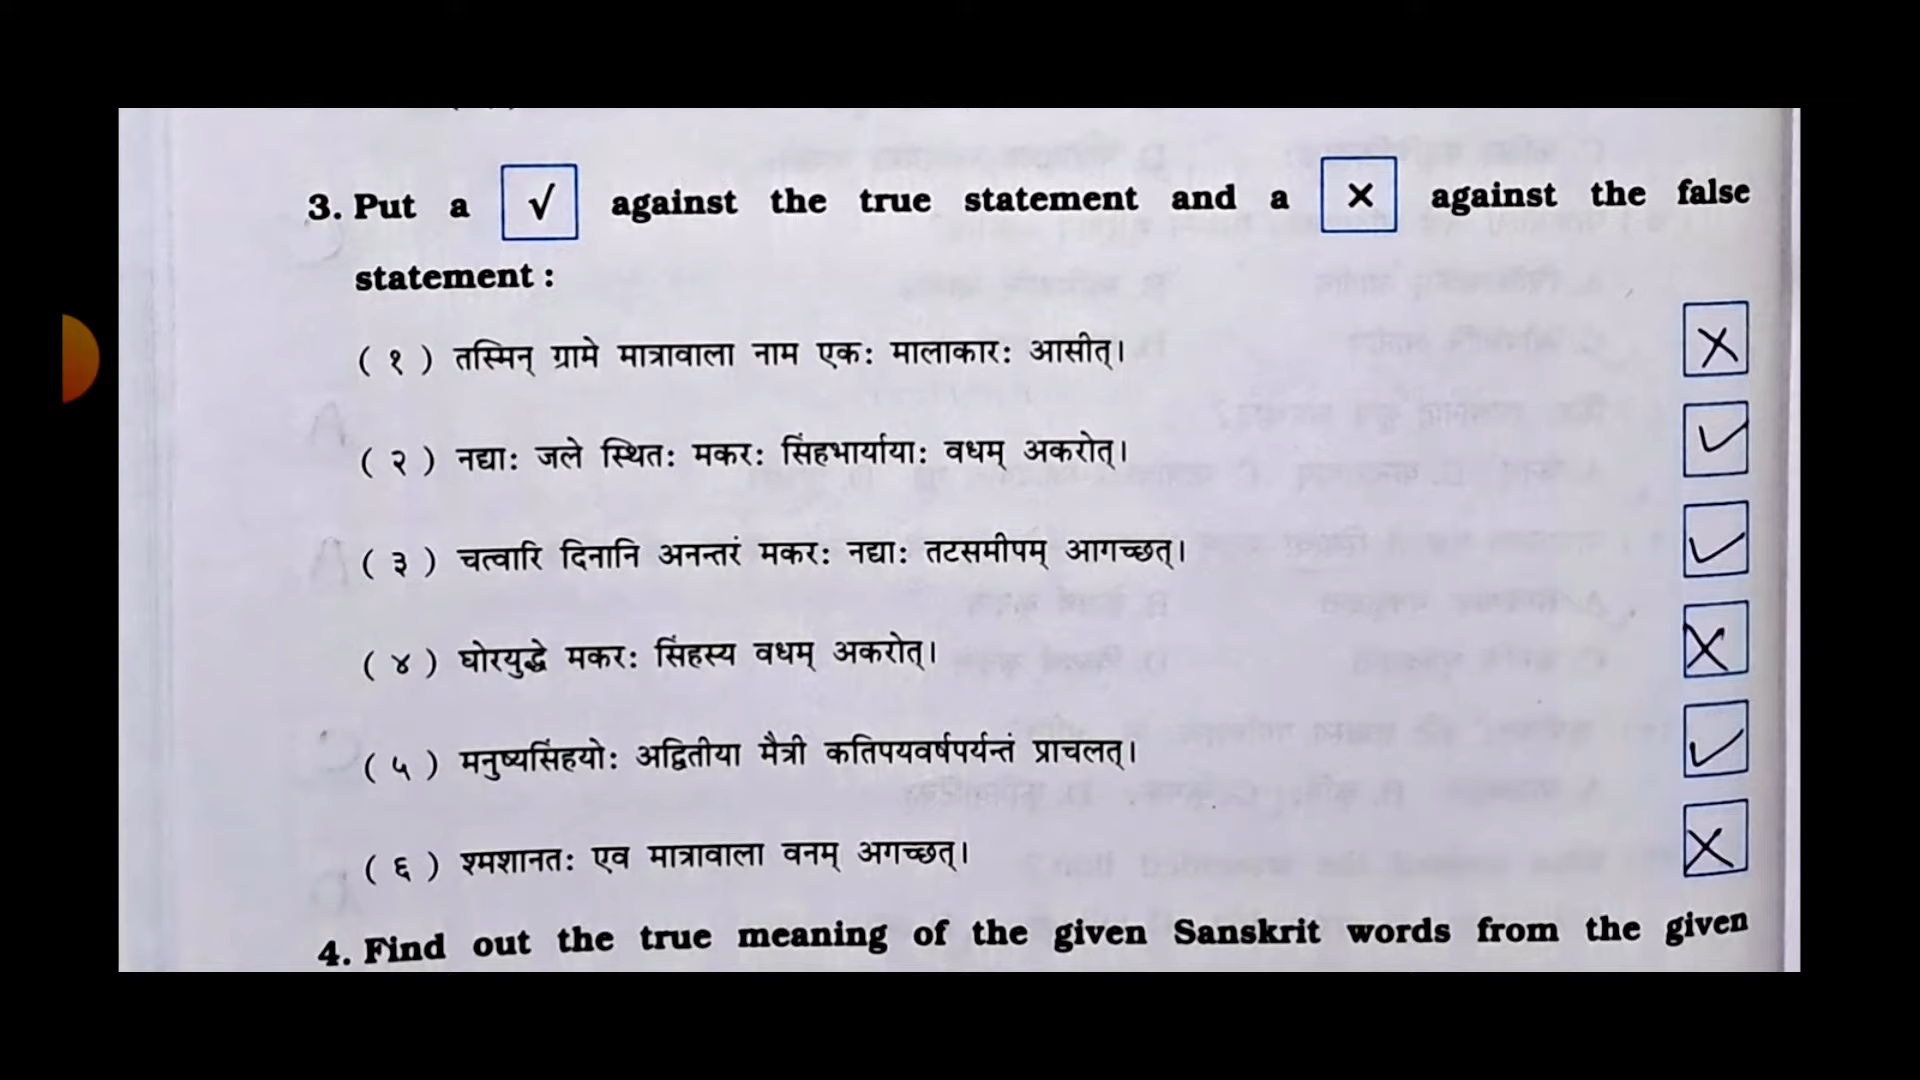 3. Put a √ against the true statement and a × against the false
statement :
( १ ) तस्मिन् ग्रामे मात्रावाला नाम एकः मालाकारः आसीत्। ×
( २ ) नद्याः जले स्थितः मकरः सिंहभार्यायाः वधम् अकरोत्। ✓
( ३ ) चत्वारि दिनानि अनन्तरं मकरः नद्याः तटसमीपम् आगच्छत्। ✓
( ४ ) घोरयुद्धे मकरः सिंहस्य वधम् अकरोत्। ×
( ५ ) मनुष्यसिंहयोः अद्वितीया मैत्री कतिपयवर्षपर्यन्तं प्राचलत्। ✓
( ६ ) श्मशानतः एव मात्रावाला वनम् अगच्छत्। ×
4. Find out the true meaning of the given Sanskrit words from the given